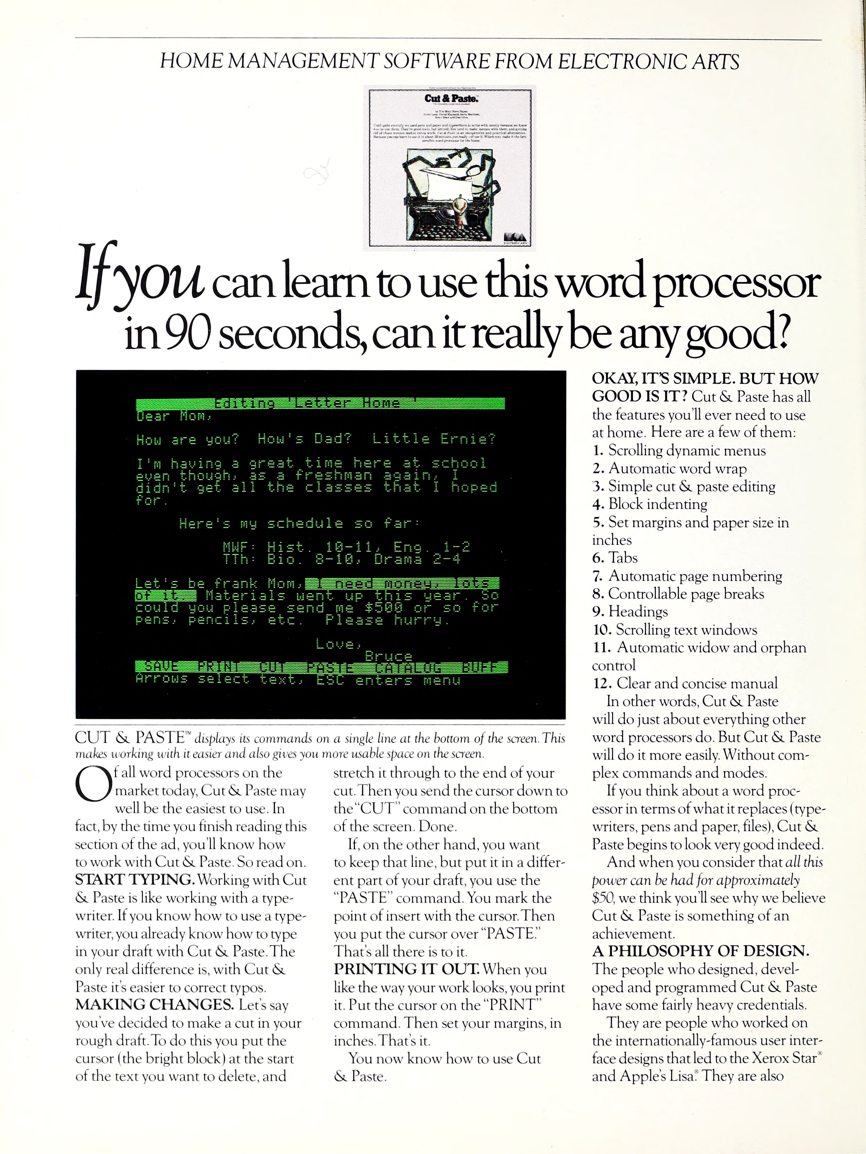 HOME MANAGEMENT SOFTWARE FROM ELECTRONIC ARTS
Cut & Paste.™
If you can learn to use this word processor
in 90 seconds, can it really be any good?
Editing 'Letter Home '
Dear Mom,
How are you? How's Dad? Little Ernie?
I'm having a great time here at school
even though, as a freshman again, I
didn't get all the classes that I hoped
for.
Here's my schedule so far:
MWF: Hist. 10-11, Eng. 1-2
TTh: Bio. 8-10, Drama 2-4
Let's be frank Mom, I need money, lots
of it. Materials went up this year. So
could you please send me $500 or so for
pens, pencils, etc. Please hurry.
Love,
Bruce
SAVE PRINT CUT PASTE CATALOG BUFF
Arrows select text, ESC enters menu
CUT & PASTE™ displays its commands on a single line at the bottom of the screen. This
makes working with it easier and also gives you more usable space on the screen.
Of all word processors on the
market today, Cut & Paste may
well be the easiest to use. In
fact, by the time you finish reading this
section of the ad, you'll know how
to work with Cut & Paste. So read on.
START TYPING. Working with Cut
& Paste is like working with a type-
writer. If you know how to use a type-
writer, you already know how to type
in your draft with Cut & Paste. The
only real difference is, with Cut &
Paste it's easier to correct typos.
MAKING CHANGES. Let's say
you've decided to make a cut in your
rough draft. To do this you put the
cursor (the bright block) at the start
of the text you want to delete, and
stretch it through to the end of your
cut. Then you send the cursor down to
the "CUT" command on the bottom
of the screen. Done.
If, on the other hand, you want
to keep that line, but put it in a differ-
ent part of your draft, you use the
"PASTE" command. You mark the
point of insert with the cursor. Then
you put the cursor over "PASTE."
That's all there is to it.
PRINTING IT OUT. When you
like the way your work looks, you print
it. Put the cursor on the "PRINT"
command. Then set your margins, in
inches. That's it.
You now know how to use Cut
& Paste.
OKAY, IT'S SIMPLE. BUT HOW
GOOD IS IT? Cut & Paste has all
the features you'll ever need to use
at home. Here are a few of them:
1. Scrolling dynamic menus
2. Automatic word wrap
3. Simple cut & paste editing
4. Block indenting
5. Set margins and paper size in
inches
6. Tabs
7. Automatic page numbering
8. Controllable page breaks
9. Headings
10. Scrolling text windows
11. Automatic widow and orphan
control
12. Clear and concise manual
In other words, Cut & Paste
will do just about everything other
word processors do. But Cut & Paste
will do it more easily. Without com-
plex commands and modes.
If you think about a word proc-
essor in terms of what it replaces (type-
writers, pens and paper, files), Cut &
Paste begins to look very good indeed.
And when you consider that all this
power can be had for approximately
$50, we think you'll see why we believe
Cut & Paste is something of an
achievement.
A PHILOSOPHY OF DESIGN.
The people who designed, devel-
oped and programmed Cut & Paste
have some fairly heavy credentials.
They are people who worked on
the internationally-famous user inter-
face designs that led to the Xerox Star®
and Apple's Lisa.® They are also